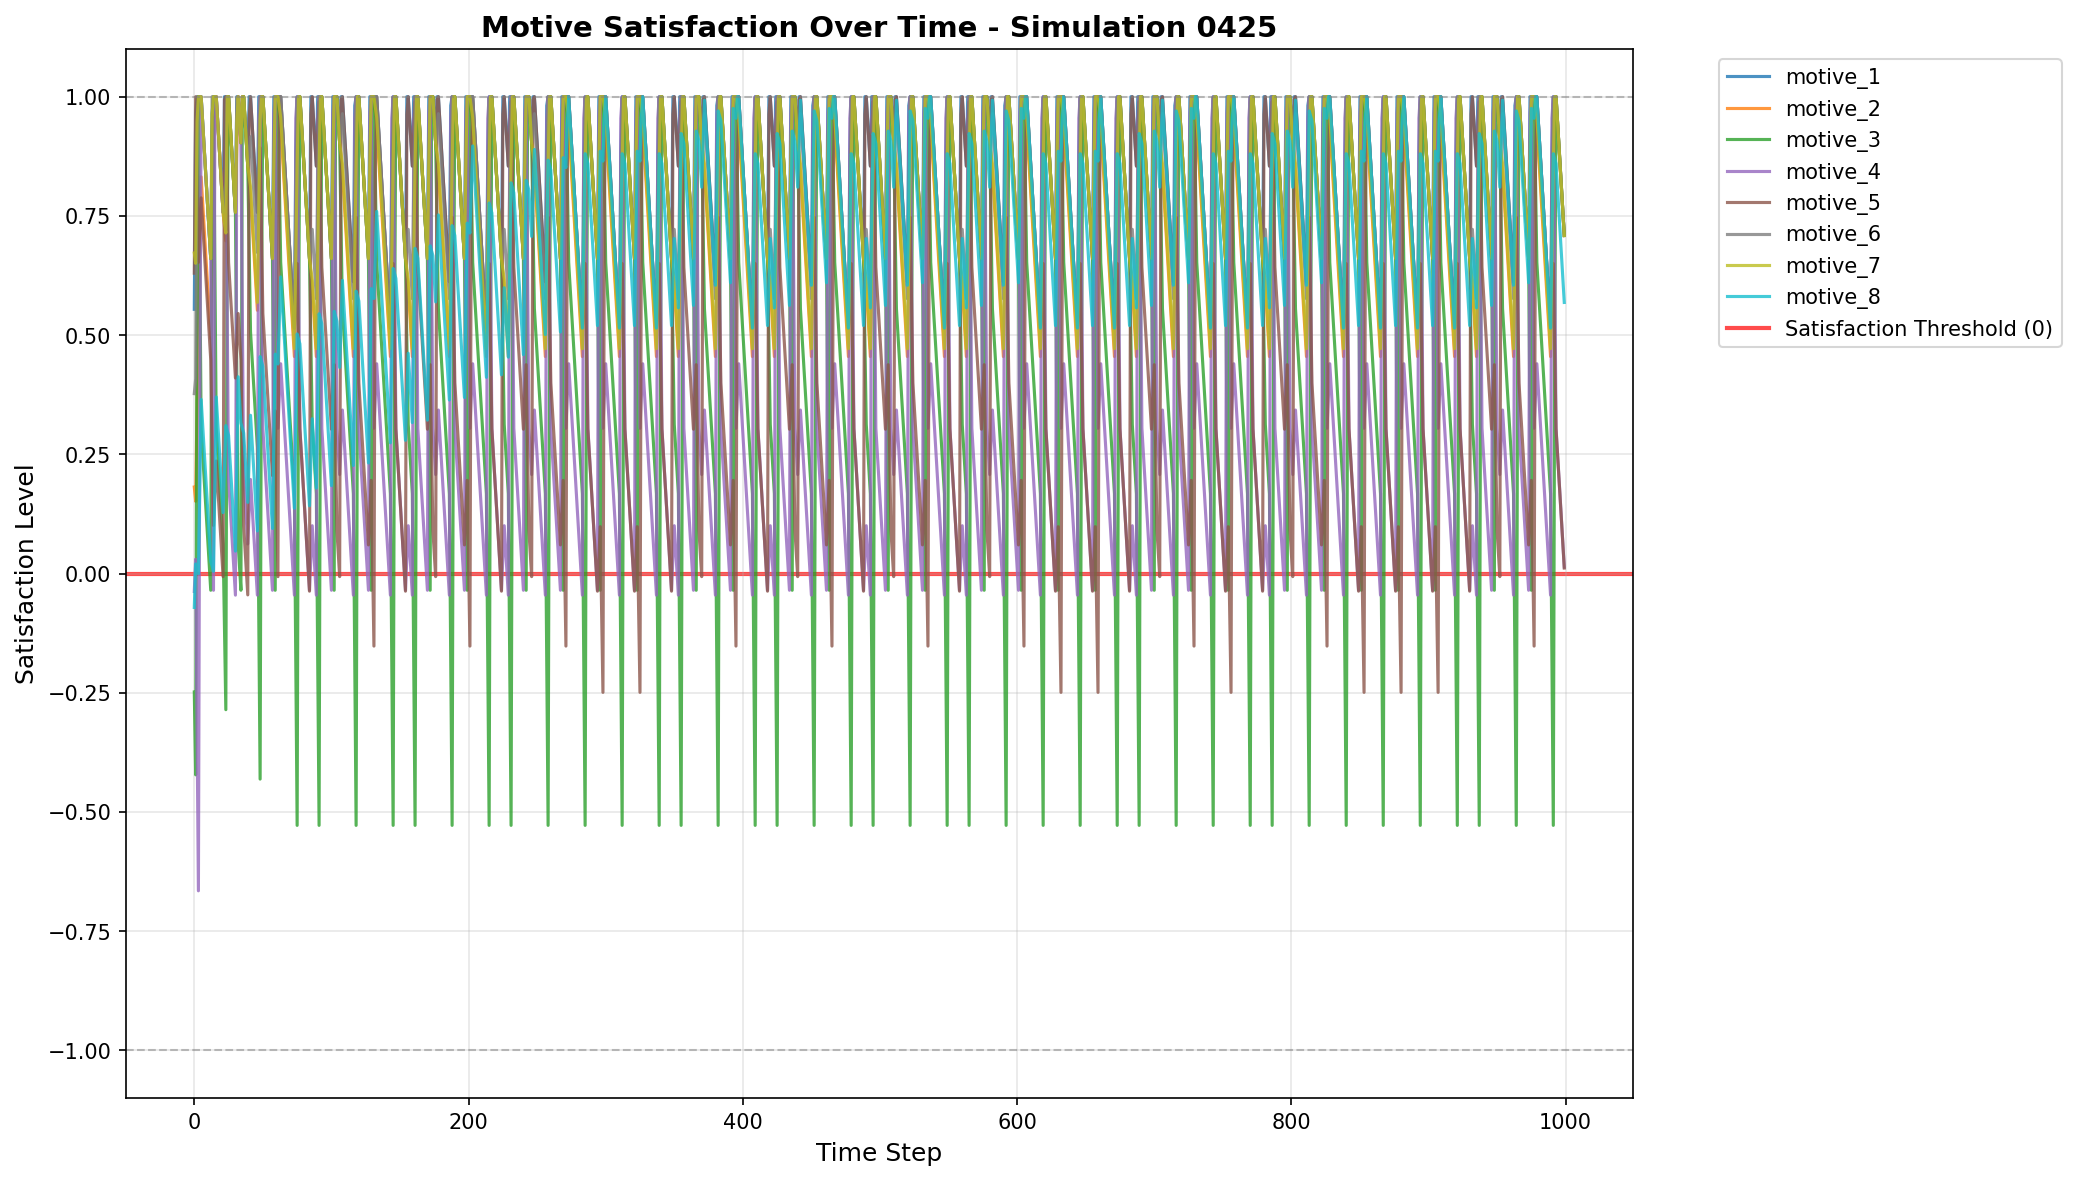 Motive Satisfaction Over Time - Simulation 0425
1.00
0.75
0.50
0.25
0.00
−0.25
−0.50
−0.75
−1.00
Satisfaction Level
0
200
400
600
800
1000
Time Step
motive_1
motive_2
motive_3
motive_4
motive_5
motive_6
motive_7
motive_8
Satisfaction Threshold (0)